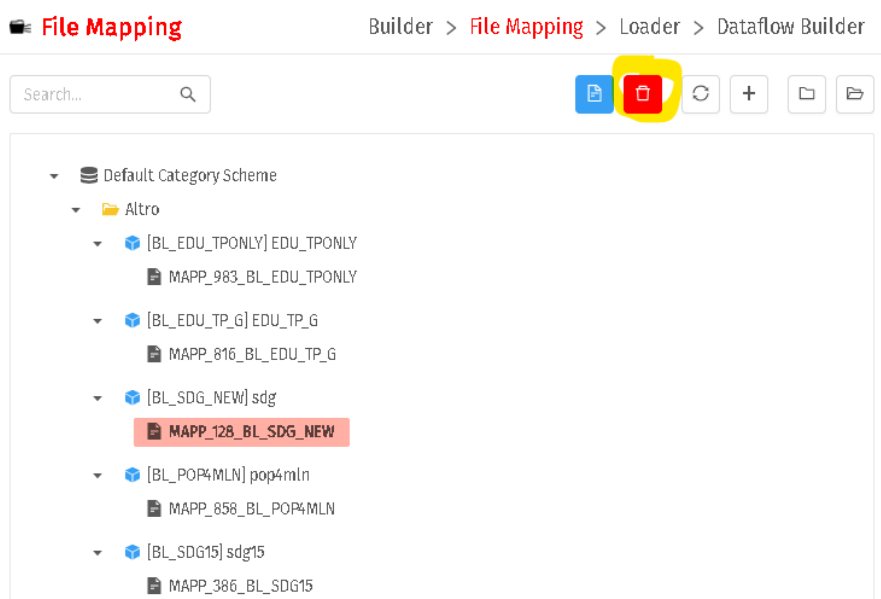 File Mapping
Builder > File Mapping > Loader > Dataflow Builder
Search...
Default Category Scheme
Altro
[BL_EDU_TPONLY] EDU_TPONLY
MAPP_983_BL_EDU_TPONLY
[BL_EDU_TP_G] EDU_TP_G
MAPP_816_BL_EDU_TP_G
[BL_SDG_NEW] sdg
MAPP_128_BL_SDG_NEW
[BL_POP4MLN] pop4mln
MAPP_858_BL_POP4MLN
[BL_SDG15] sdg15
MAPP_386_BL_SDG15